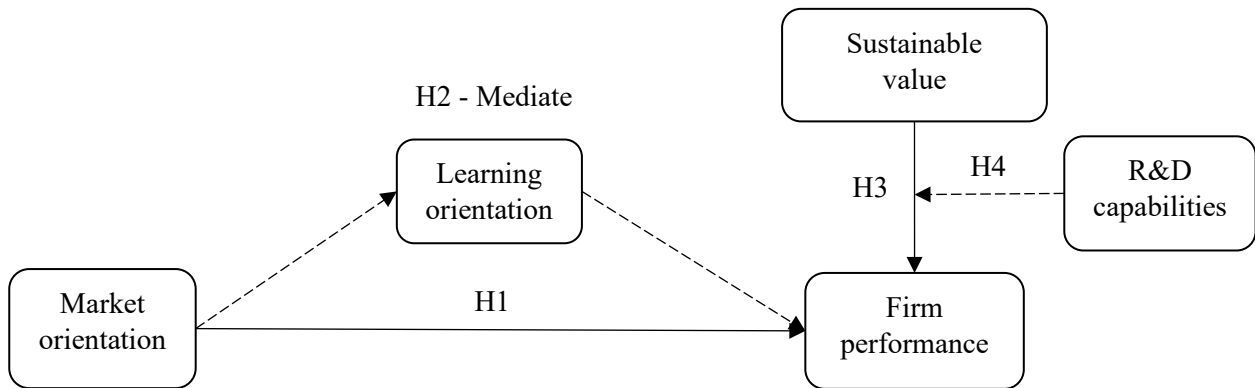 Sustainable
value
H2 - Mediate
Learning
orientation
H3
H4
R&D
capabilities
Market
orientation
H1
Firm
performance